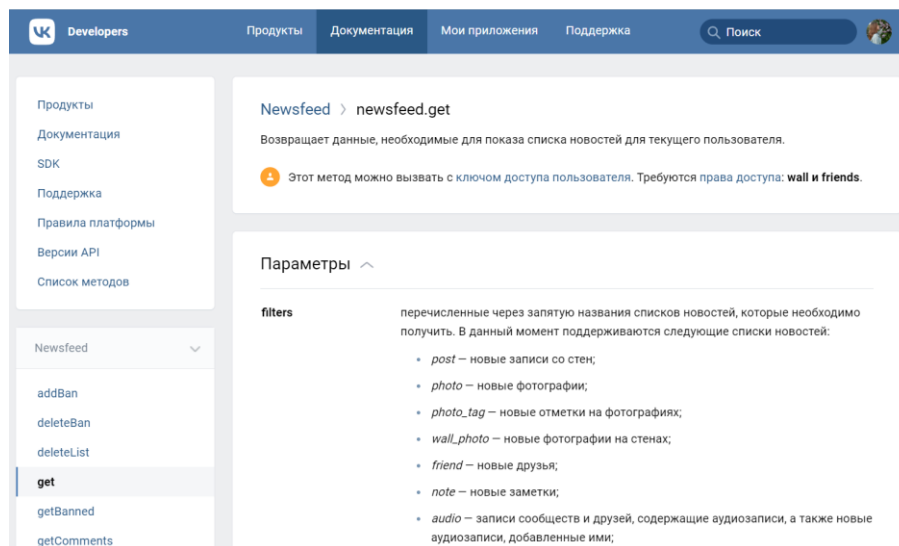 Developers
Продукты
Документация
Мои приложения
Поддержка
Поиск
Продукты
Документация
SDK
Поддержка
Правила платформы
Версии API
Список методов
Newsfeed
addBan
deleteBan
deleteList
get
getBanned
getComments
Newsfeed > newsfeed.get
Возвращает данные, необходимые для показа списка новостей для текущего пользователя.
Этот метод можно вызвать с ключом доступа пользователя. Требуются права доступа: wall и friends.
Параметры
filters
перечисленные через запятую названия списков новостей, которые необходимо
получить. В данный момент поддерживаются следующие списки новостей:
• post — новые записи со стен;
• photo — новые фотографии;
• photo_tag — новые отметки на фотографиях;
• wall_photo — новые фотографии на стенах;
• friend — новые друзья;
• note — новые заметки;
• audio — записи сообществ и друзей, содержащие аудиозаписи, а также новые
аудиозаписи, добавленные ими;